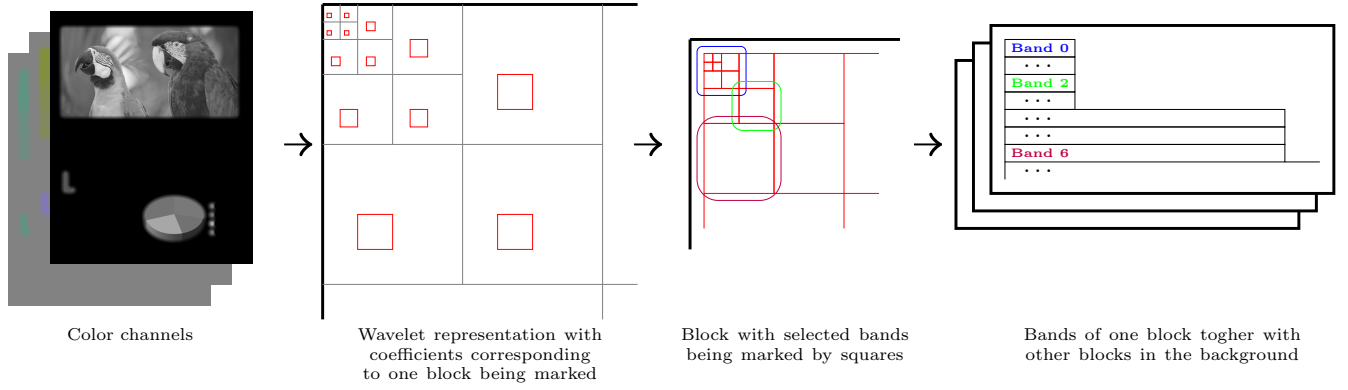 Band 0
...
Band 2
...
...
...
Band 6
...
L
Color channels
Wavelet representation with
coefficients corresponding
to one block being marked
Block with selected bands
being marked by squares
Bands of one block togher with
other blocks in the background